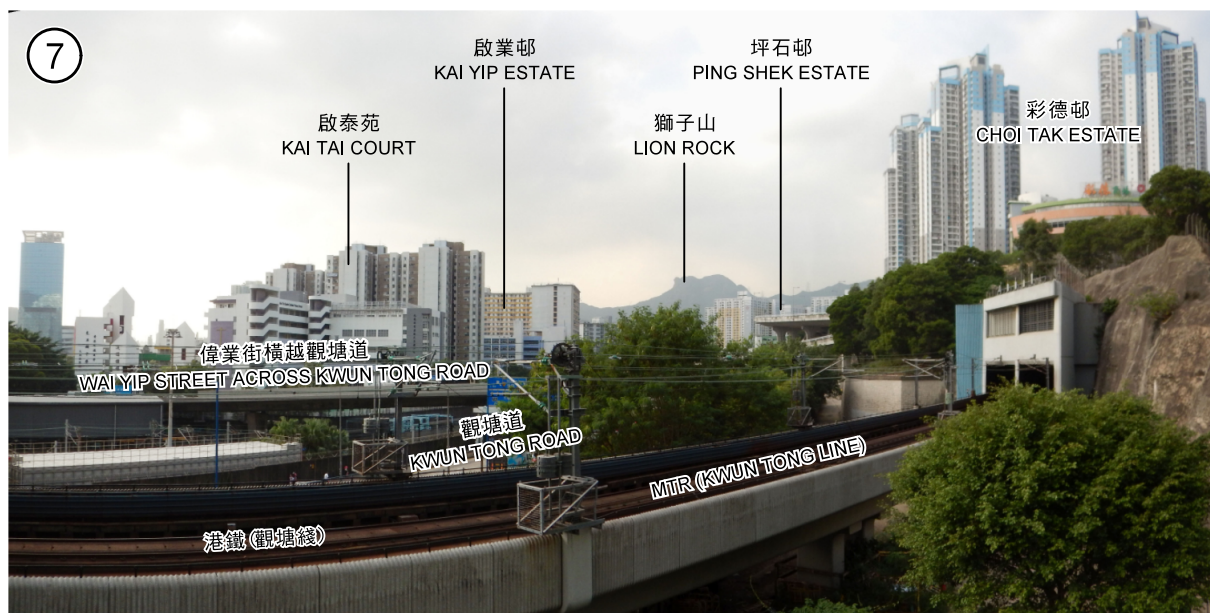 7
啟業邨
KAI YIP ESTATE
坪石邨
PING SHEK ESTATE
啟泰苑
KAI TAI COURT
獅子山
LION ROCK
彩德邨
CHOI TAK ESTATE
偉業街橫越觀塘道
WAI YIP STREET ACROSS KWUN TONG ROAD
觀塘道
KWUN TONG ROAD
MTR (KWUN TONG LINE)
港鐵 (觀塘綫)